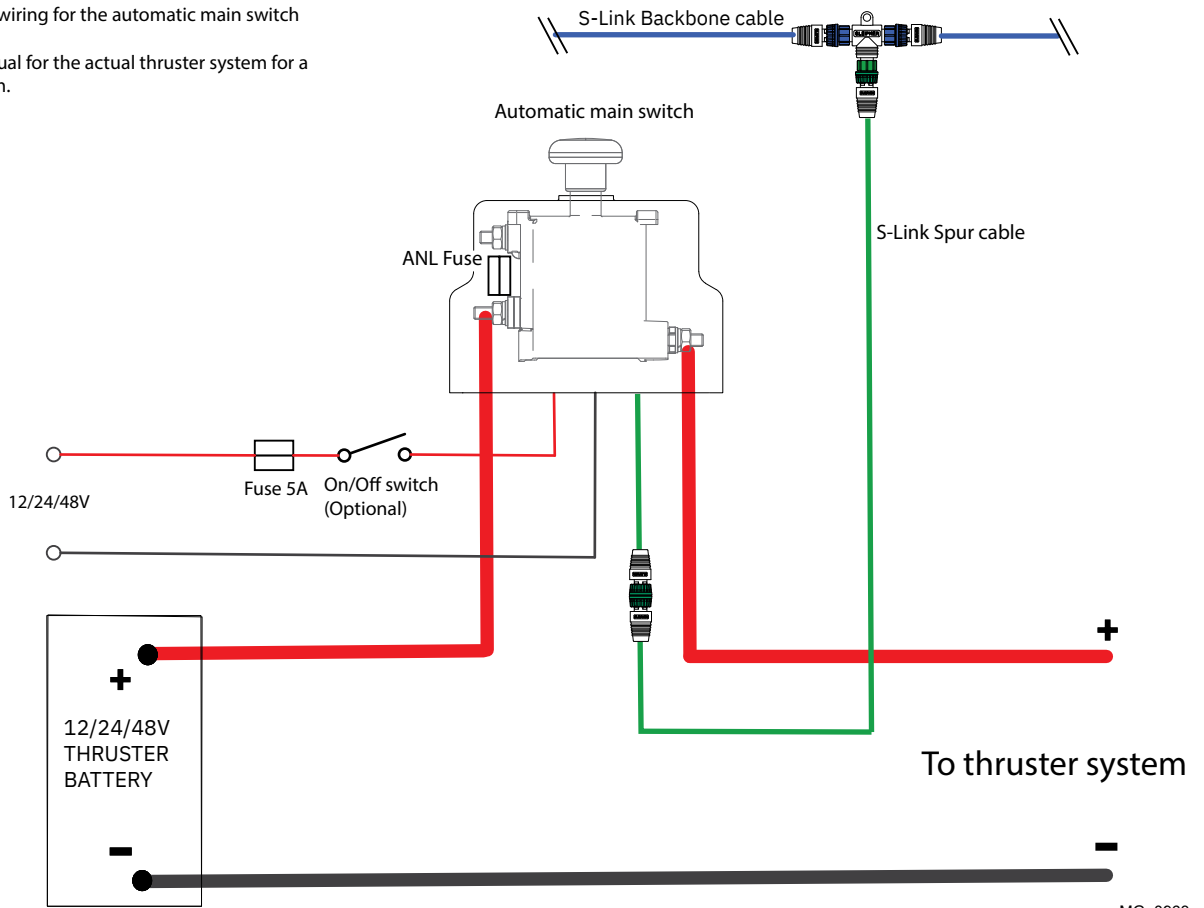 wiring for the automatic main switch
ual for the actual thruster system for a
S-Link Backbone cable
SLEIPNER
Automatic main switch
S-Link Spur cable
ANL Fuse
Fuse 5A
On/Off switch
(Optional)
12/24/48V
+
+
12/24/48V
THRUSTER
BATTERY
To thruster system
-
-